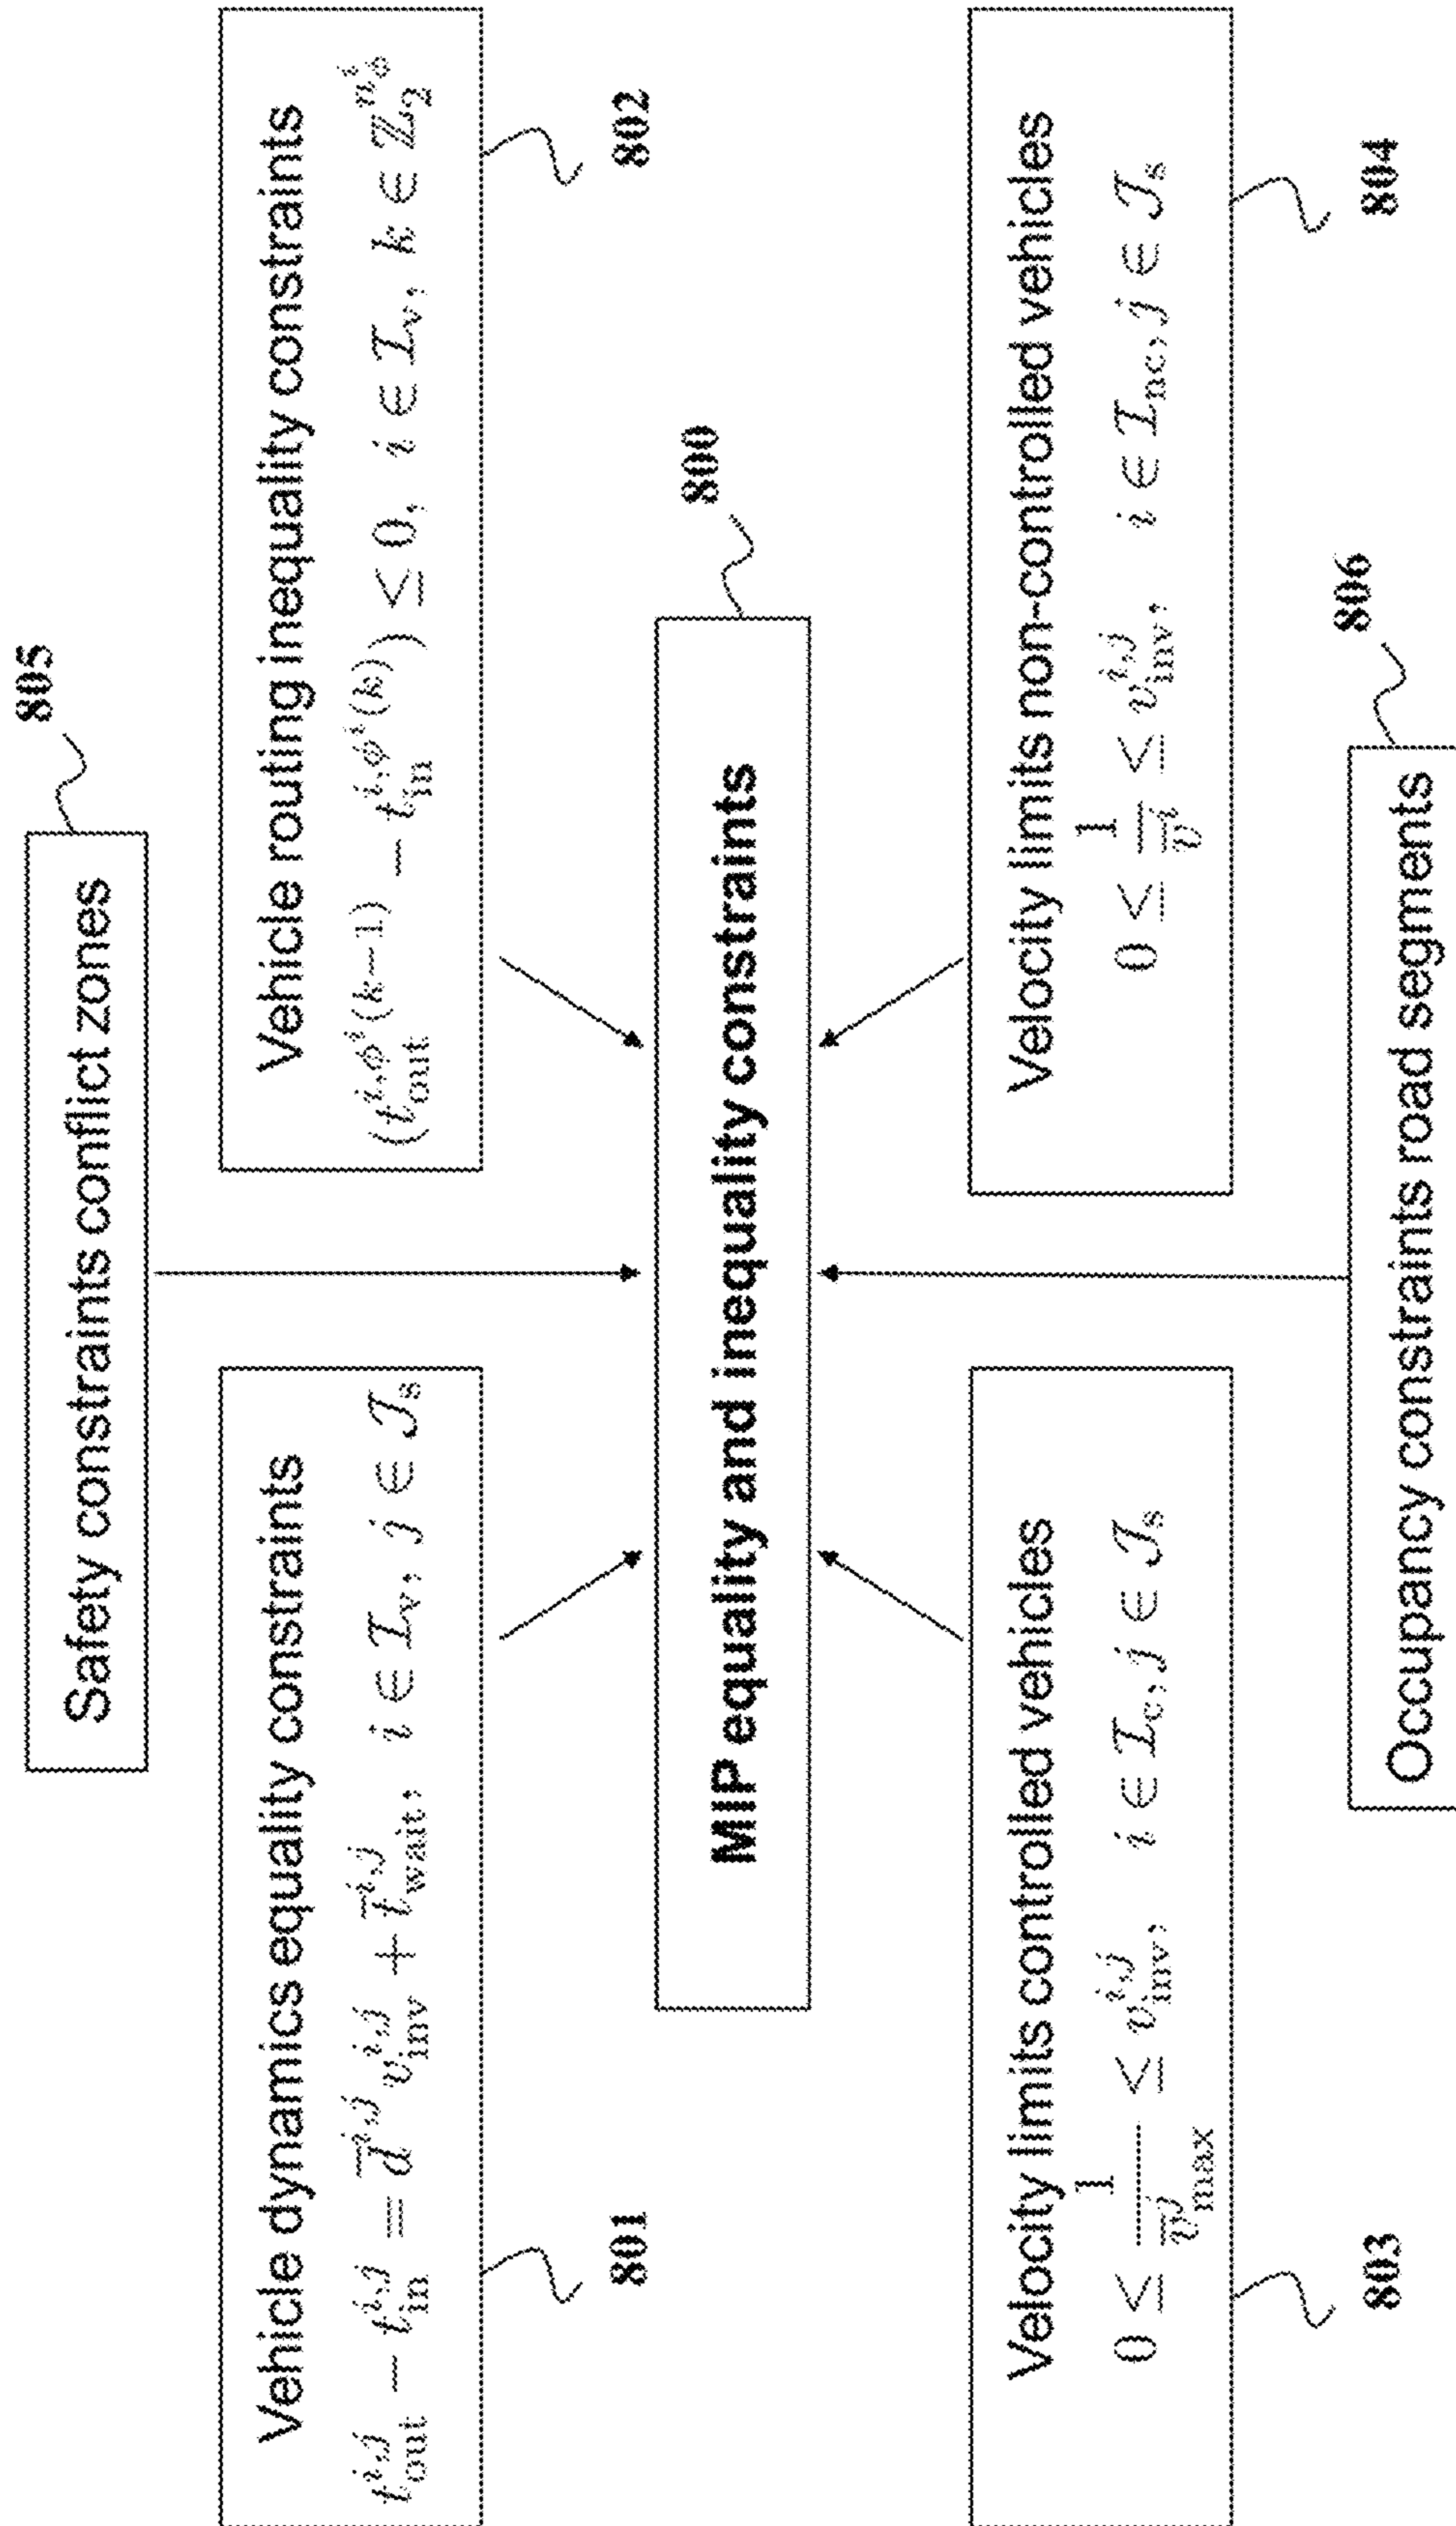 805
Safety constraints conflict zones
Vehicle dynamics equality constraints
t_out^{i,j} − t_in^{i,j} = d̅^{i,j} v_inv^{i,j} + t̅_wait^{i,j}, i ∈ ℐ_v, j ∈ 𝒥_s
801
Vehicle routing inequality constraints
(t_out^{i,ϕ^i(k−1)} − t_in^{i,ϕ^i(k)}) ≤ 0, i ∈ ℐ_v, k ∈ ℤ_2^{n_ϕ^i}
802
800
MIP equality and inequality constraints
Velocity limits controlled vehicles
0 ≤ 1/v̅_max^j ≤ v_inv^{i,j}, i ∈ ℐ_c, j ∈ 𝒥_s
803
Velocity limits non-controlled vehicles
0 ≤ 1/v̅^i ≤ v_inv^{i,j}, i ∈ ℐ_nc, j ∈ 𝒥_s
804
806
Occupancy constraints road segments